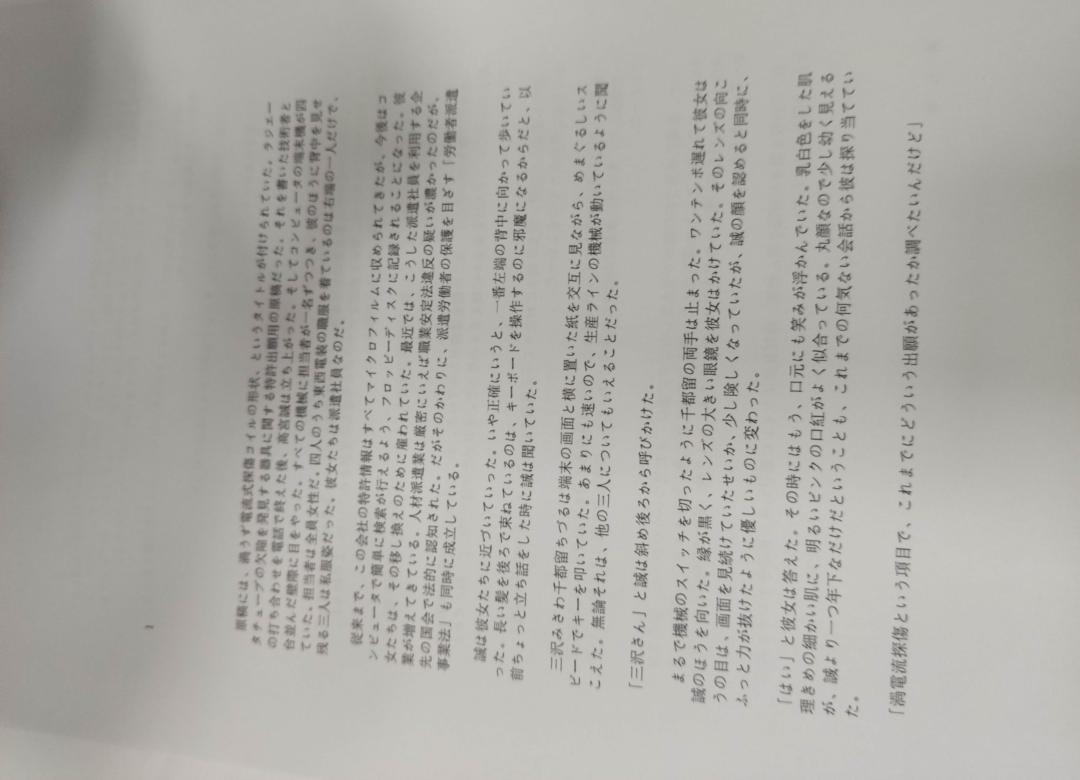 1
原稿には、渦うず電流式探傷コイルの形状、というタイトルが付けられていた。ラジエー
タチューブの欠陥を発見する器具に関する特許出願用の原稿だった。それを書いた技術者と
の打ち合わせを電話で終えた後、高宮誠は立ち上がった。そしてコンピュータの端末機が四
台並んだ壁際に目をやった。すべての機械に担当者が一名ずつつき、彼のほうに背中を見せ
ていた。担当者は全員女性だ。四人のうち東西電装の職服を着ているのは右端の一人だけで、
残る三人は私服姿だった。彼女たちは派遣社員なのだ。
従来まで、この会社の特許情報はすべてマイクロフィルムに収められてきたが、今後はコ
ンピュータで簡単に検索が行えるよう、フロッピーディスクに記録されることになった。彼
女たちは、その移し換えのために雇われていた。最近では、こうした派遣社員を利用する企
業が増えてきている。人材派遣業は厳密にいえば職業安定法違反の疑いが濃かったのだが、
先の国会で法的に認知された。だがそのかわりに、派遣労働者の保護を目ざす「労働者派遣
事業法」も同時に成立している。
誠は彼女たちに近づいていった。いや正確にいうと、一番左端の背中に向かって歩いてい
った。長い髪を後ろで束ねているのは、キーボードを操作するのに邪魔になるからだと、以
前ちょっと立ち話をした時に誠は聞いていた。
三沢みさわ千都留ちづるは端末の画面と横に置いた紙を交互に見ながら、めまぐるしいス
ピードでキーを叩いていた。あまりにも速いので、生産ラインの機械が動いているように聞
こえた。無論それは、他の三人についてもいえることだった。
「三沢さん」と誠は斜め後ろから呼びかけた。
まるで機械のスイッチを切ったように千都留の両手は止まった。ワンテンポ遅れて彼女は
誠のほうを向いた。縁が黒く、レンズの大きい眼鏡を彼女はかけていた。そのレンズの向こ
うの目は、画面を見続けていたせいか、少し険しくなっていたが、誠の顔を認めると同時に、
ふっと力が抜けたように優しいものに変わった。
「はい」と彼女は答えた。その時にはもう、口元にも笑みが浮かんでいた。乳白色をした肌
理きめの細かい肌に、明るいピンクの口紅がよく似合っている。丸顔なので少し幼く見える
が、誠より一つ年下なだけだということも、これまでの何気ない会話から彼は探り当ててい
た。
「渦電流探傷という項目で、これまでにどういう出願があったか調べたいんだけど」